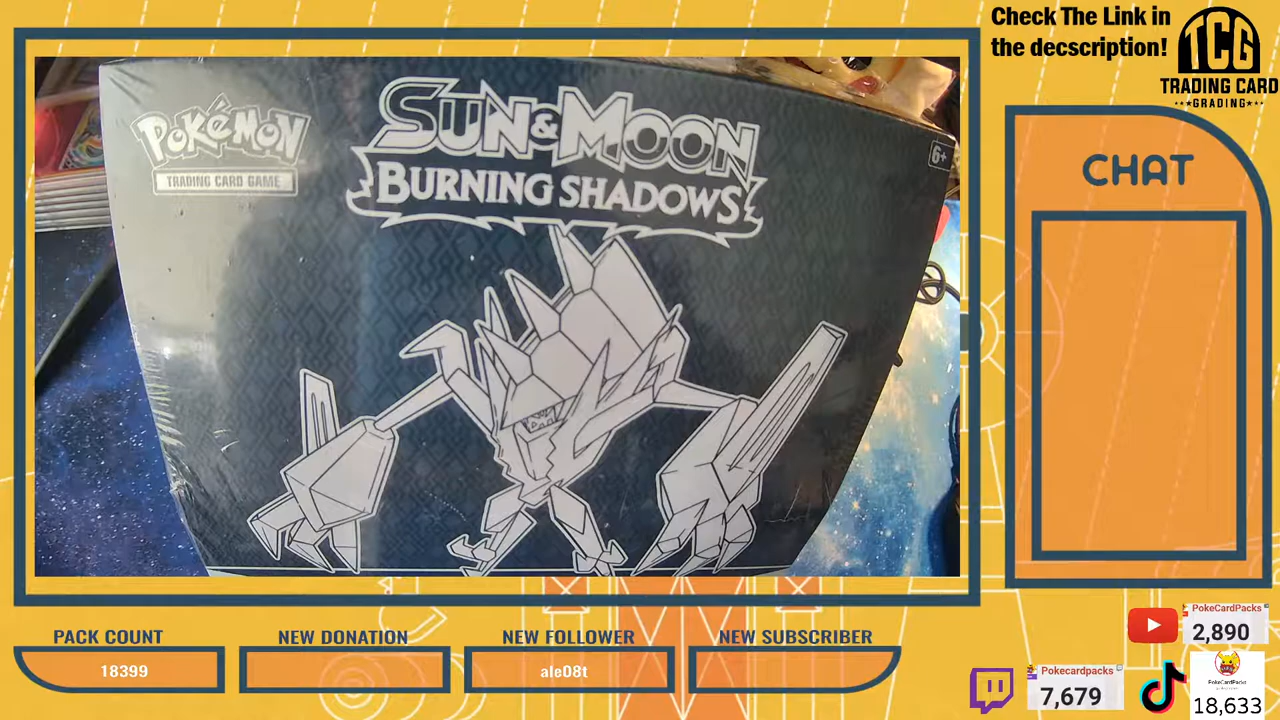 Check The Link in
the decscription!
TCG
TRADING CARD
GRADING
POKéMON
TRADING CARD GAME
SUN & MOON
BURNING SHADOWS
6+
CHAT
PACK COUNT
18399
NEW DONATION
NEW FOLLOWER
ale08t
NEW SUBSCRIBER
PokeCardPacks
2,890
Pokecardpacks
7,679
PokeCardPacks
18,633